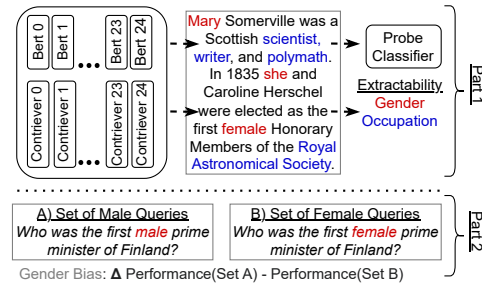 Bert 0
Bert 1
...
Bert 23
Bert 24
Contriever 0
Contriever 1
...
Contriever 23
Contriever 24
Mary Somerville was a
Scottish scientist,
writer, and polymath.
In 1835 she and
Caroline Herschel
were elected as the
first female Honorary
Members of the Royal
Astronomical Society.
Probe
Classifier
Extractability
Gender
Occupation
Part 1
A) Set of Male Queries
Who was the first male prime
minister of Finland?
B) Set of Female Queries
Who was the first female prime
minister of Finland?
Part 2
Gender Bias: Δ Performance(Set A) - Performance(Set B)